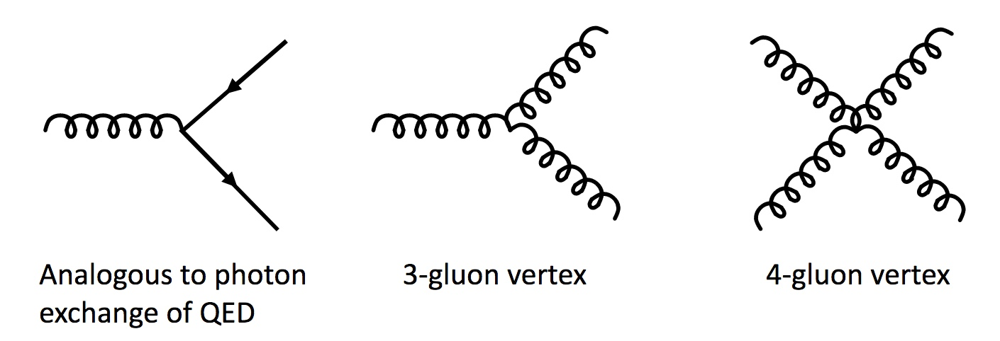 Analogous to photon
exchange of QED
3-gluon vertex
4-gluon vertex